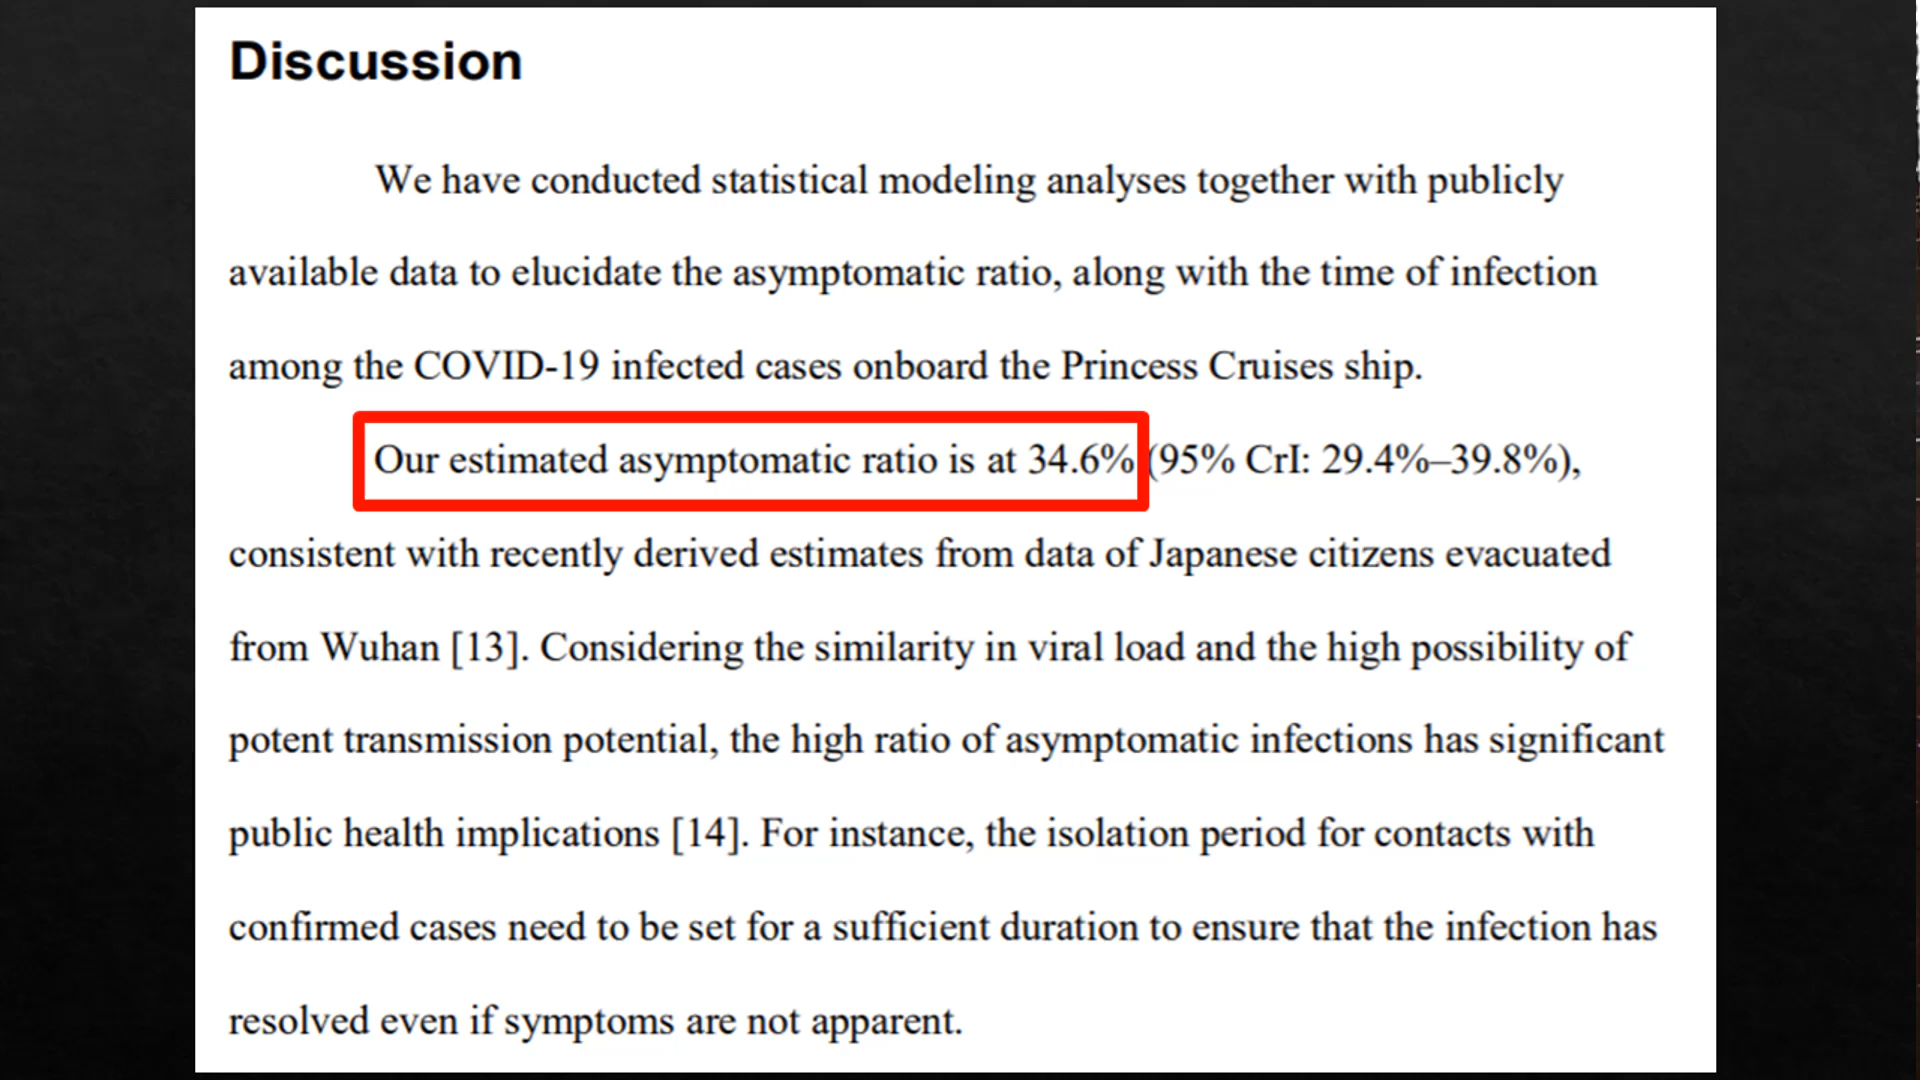 Discussion
We have conducted statistical modeling analyses together with publicly
available data to elucidate the asymptomatic ratio, along with the time of infection
among the COVID-19 infected cases onboard the Princess Cruises ship.
Our estimated asymptomatic ratio is at 34.6% (95% CrI: 29.4%–39.8%),
consistent with recently derived estimates from data of Japanese citizens evacuated
from Wuhan [13]. Considering the similarity in viral load and the high possibility of
potent transmission potential, the high ratio of asymptomatic infections has significant
public health implications [14]. For instance, the isolation period for contacts with
confirmed cases need to be set for a sufficient duration to ensure that the infection has
resolved even if symptoms are not apparent.